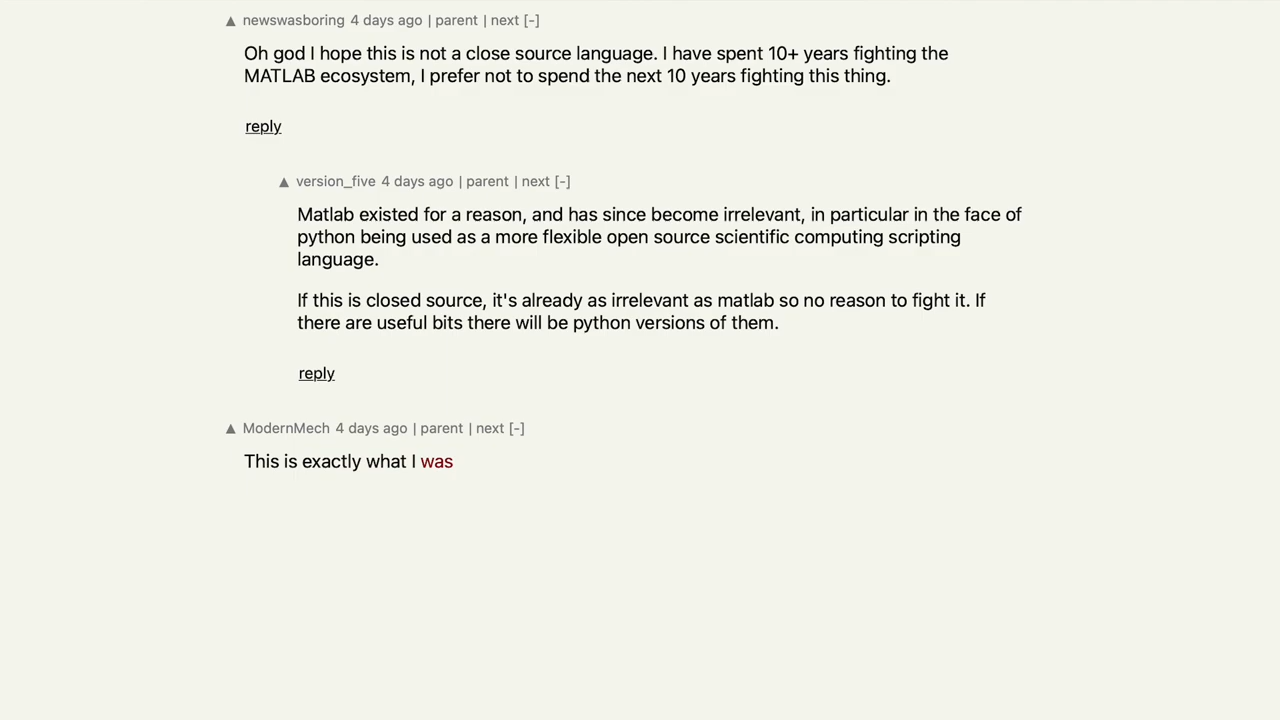 ▲ newswasboring 4 days ago | parent | next [-]
Oh god I hope this is not a close source language. I have spent 10+ years fighting the
MATLAB ecosystem, I prefer not to spend the next 10 years fighting this thing.
reply
▲ version_five 4 days ago | parent | next [-]
Matlab existed for a reason, and has since become irrelevant, in particular in the face of
python being used as a more flexible open source scientific computing scripting
language.
If this is closed source, it's already as irrelevant as matlab so no reason to fight it. If
there are useful bits there will be python versions of them.
reply
▲ ModernMech 4 days ago | parent | next [-]
This is exactly what I was